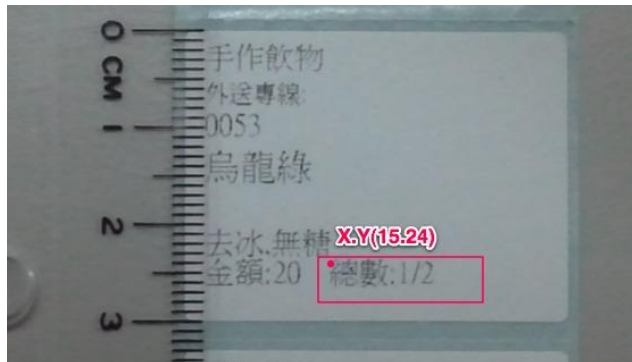 0 CM 1 2 3
手作飲物
外送專線:
0053
烏龍綠
去冰.無糖
X.Y(15.24)
金額:20 總數:1/2